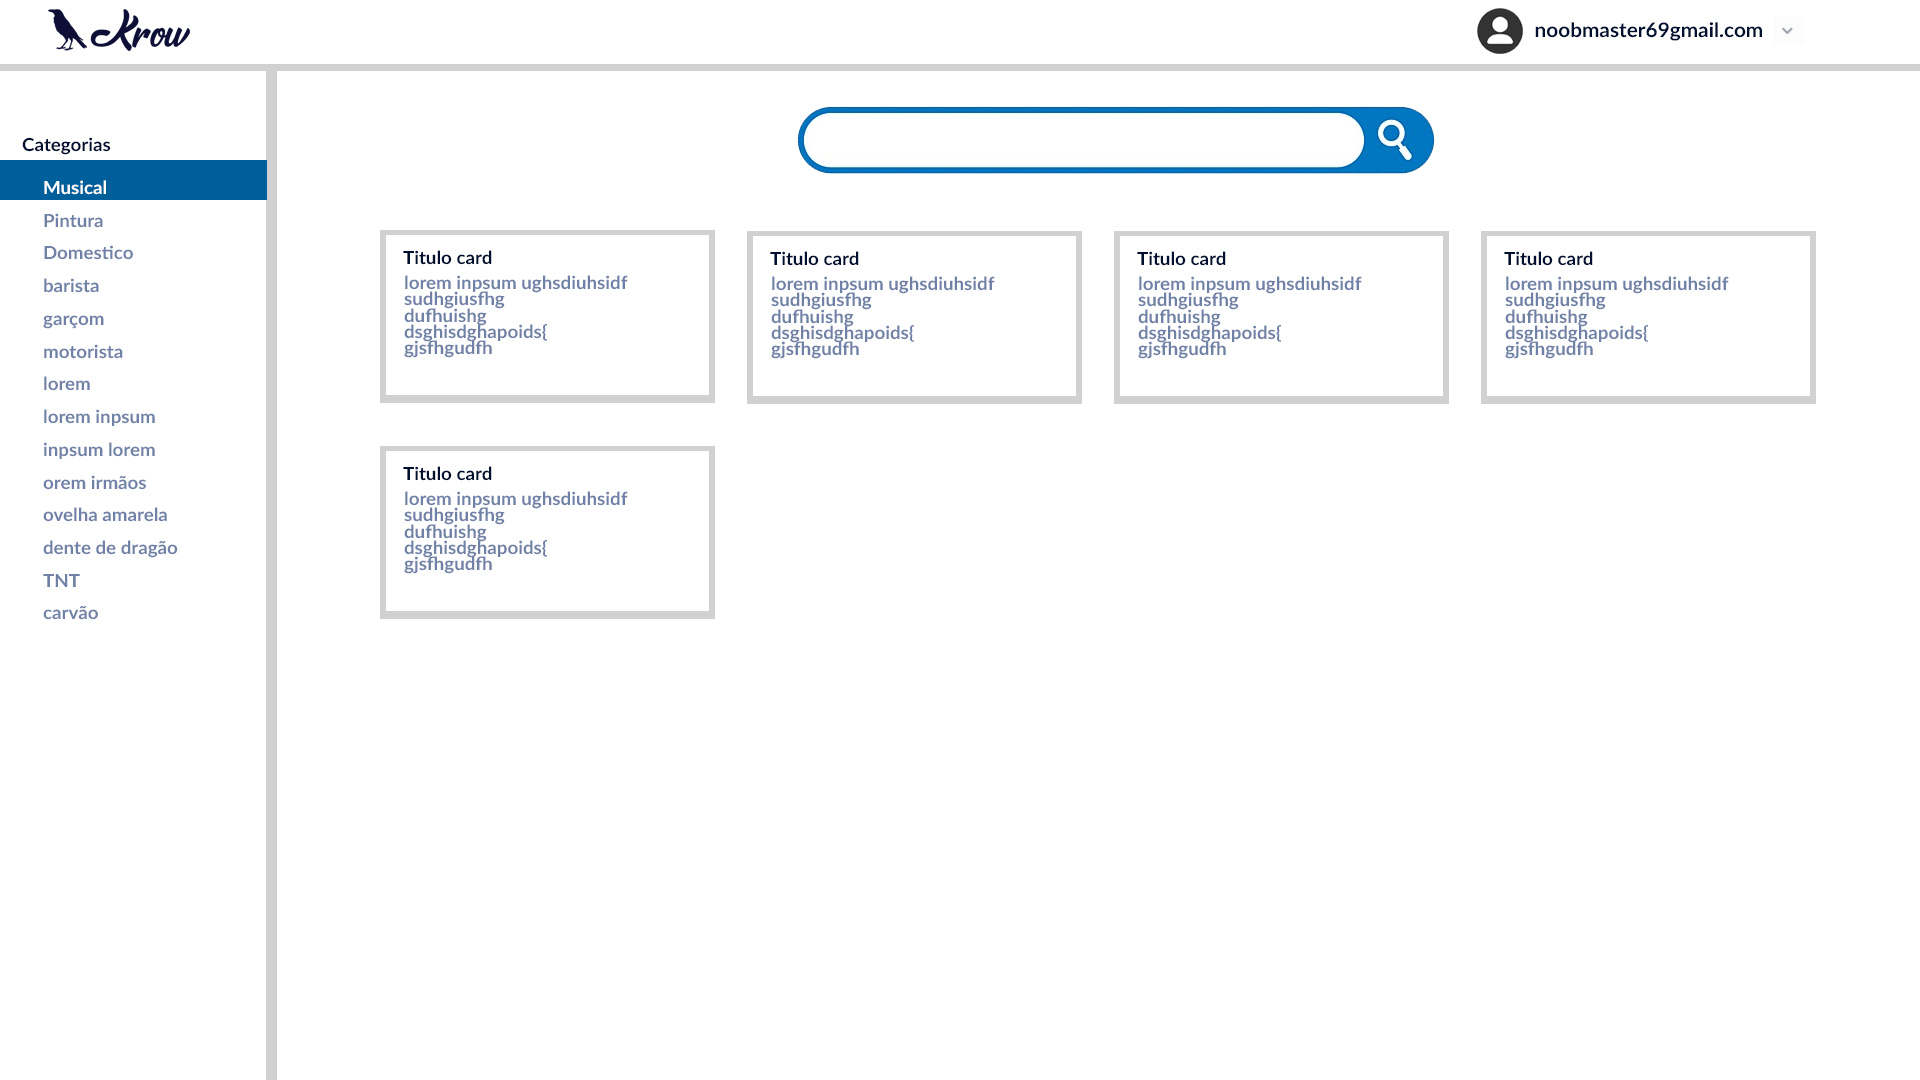 Krow
noobmaster69gmail.com
Categorias
Musical
Pintura
Domestico
barista
garçom
motorista
lorem
lorem inpsum
inpsum lorem
orem irmãos
ovelha amarela
dente de dragão
TNT
carvão
Titulo card
lorem inpsum ughsdiuhsidf
sudhgiusfhg
dufhuishg
dsghisdghapoids{
gjsfhgudfh
Titulo card
lorem inpsum ughsdiuhsidf
sudhgiusfhg
dufhuishg
dsghisdghapoids{
gjsfhgudfh
Titulo card
lorem inpsum ughsdiuhsidf
sudhgiusfhg
dufhuishg
dsghisdghapoids{
gjsfhgudfh
Titulo card
lorem inpsum ughsdiuhsidf
sudhgiusfhg
dufhuishg
dsghisdghapoids{
gjsfhgudfh
Titulo card
lorem inpsum ughsdiuhsidf
sudhgiusfhg
dufhuishg
dsghisdghapoids{
gjsfhgudfh